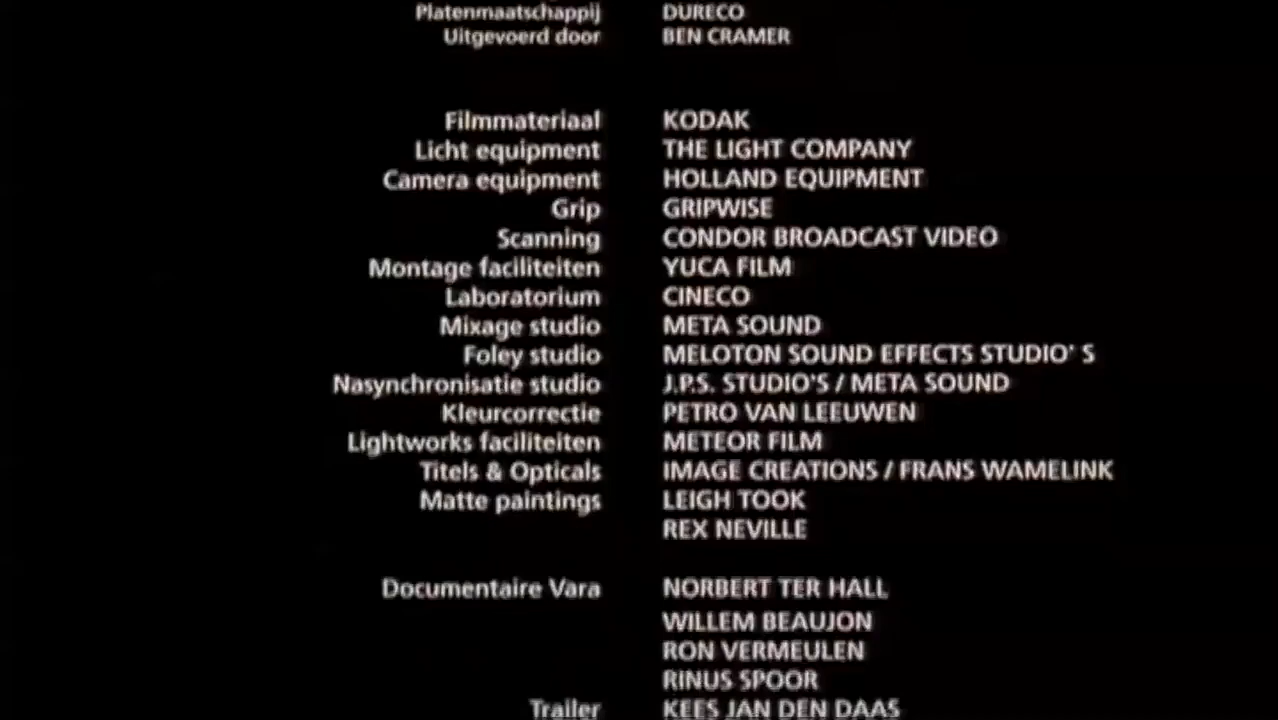 Platenmaatschappij DURECO
Uitgevoerd door BEN CRAMER
Filmmateriaal KODAK
Licht equipment THE LIGHT COMPANY
Camera equipment HOLLAND EQUIPMENT
Grip GRIPWISE
Scanning CONDOR BROADCAST VIDEO
Montage faciliteiten YUCA FILM
Laboratorium CINECO
Mixage studio META SOUND
Foley studio MELOTON SOUND EFFECTS STUDIO' S
Nasynchronisatie studio J.P.S. STUDIO'S / META SOUND
Kleurcorrectie PETRO VAN LEEUWEN
Lightworks faciliteiten METEOR FILM
Titels & Opticals IMAGE CREATIONS / FRANS WAMELINK
Matte paintings LEIGH TOOK
REX NEVILLE
Documentaire Vara NORBERT TER HALL
WILLEM BEAUJON
RON VERMEULEN
RINUS SPOOR
Trailer KEES JAN DEN DAAS